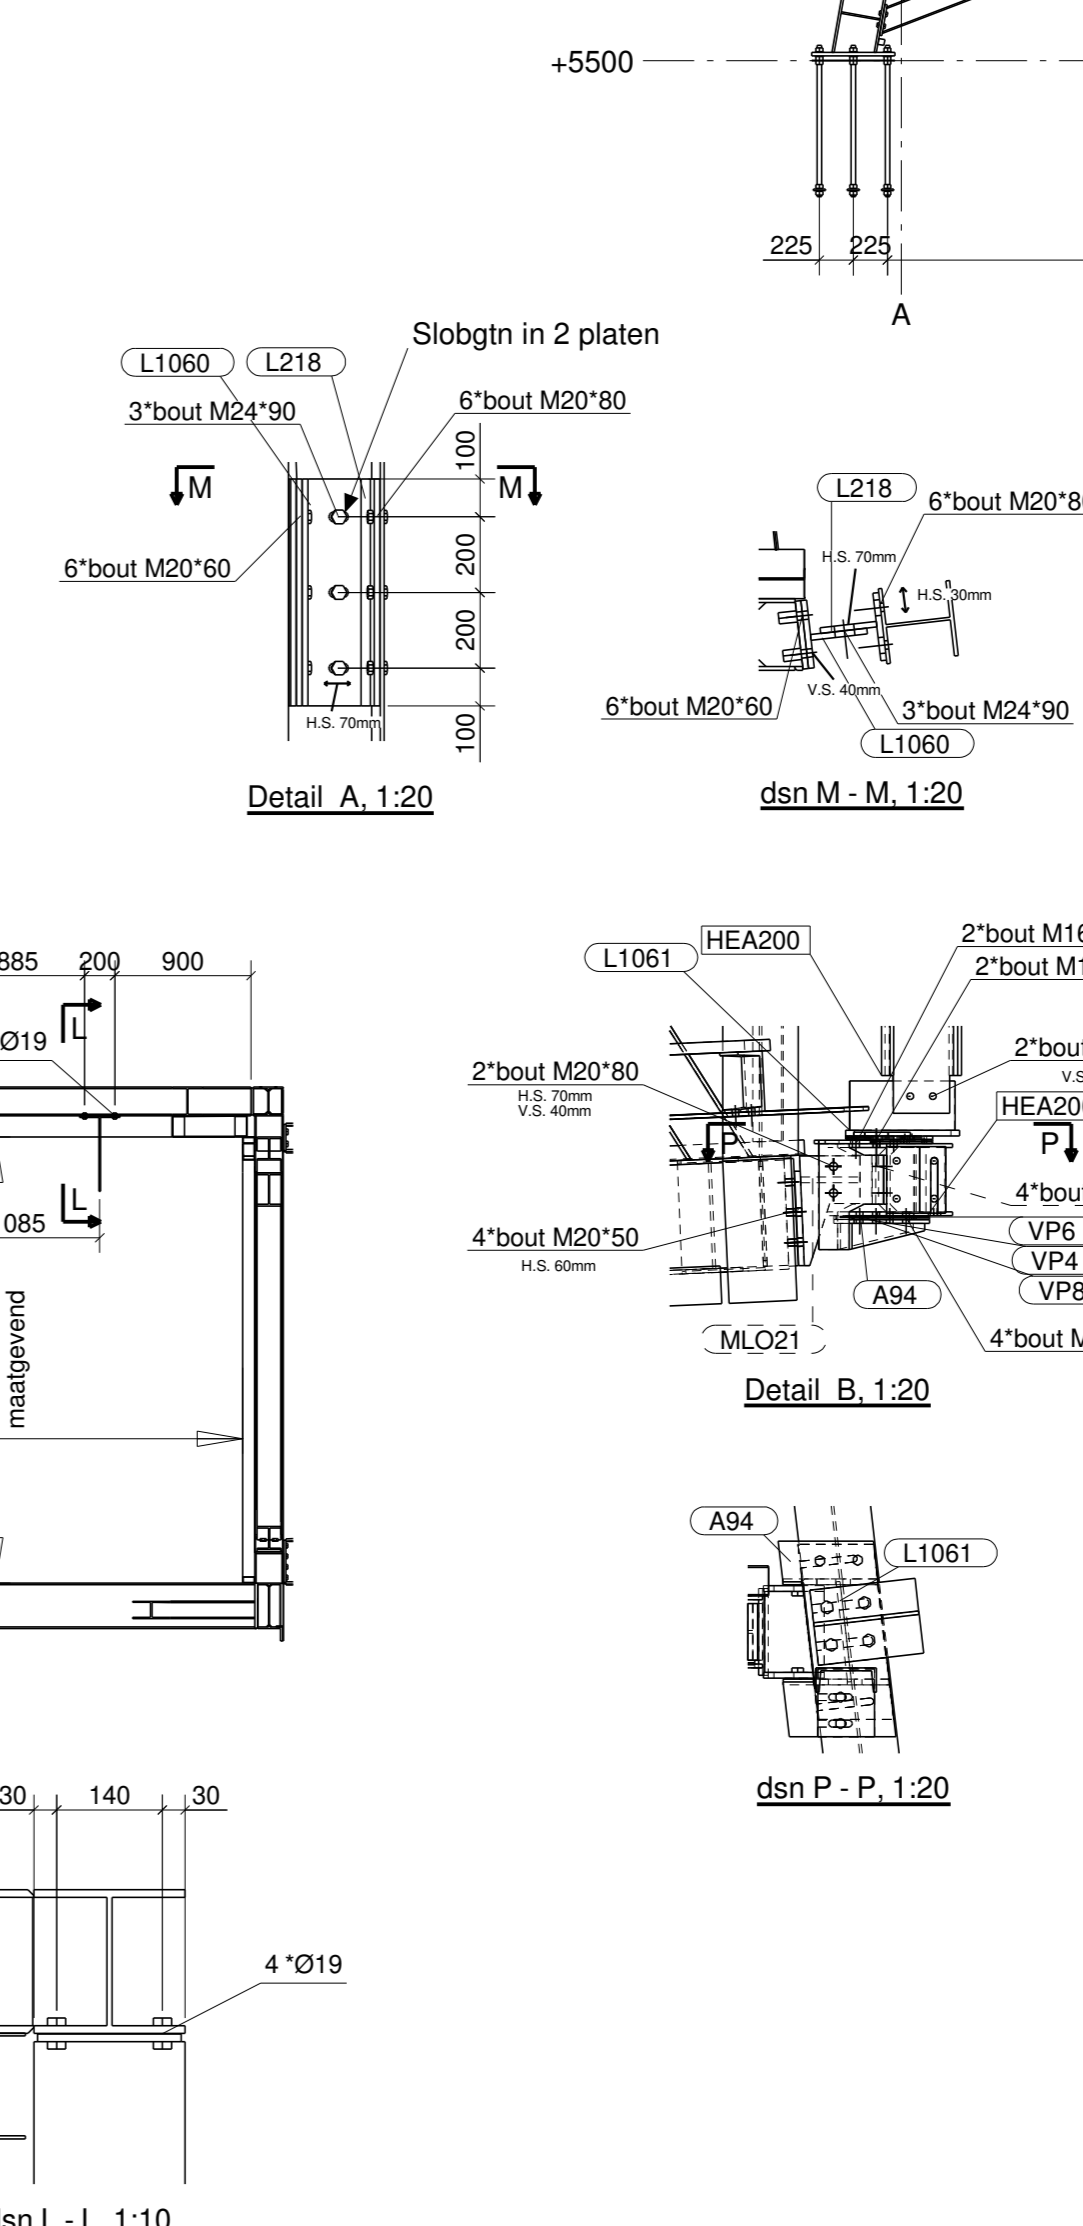 +5500
225 225
A
Slobgtn in 2 platen
L1060 L218
3*bout M24*90
6*bout M20*80
100
M M
200
6*bout M20*60
200
H.S. 70mm
100
Detail A, 1:20
L218
6*bout M20*80
H.S. 70mm
H.S. 30mm
V.S. 40mm
6*bout M20*60
3*bout M24*90
L1060
dsn M - M, 1:20
885 200 900
L
Ø19
L
085
maatgevend
HEA200
2*bout M16
L1061
2*bout M1
2*bout
V.S
2*bout M20*80
H.S. 70mm
V.S. 40mm
HEA200
P P
4*bout
4*bout M20*50
H.S. 60mm
VP6
VP4
VP8
A94
MLO21
4*bout M
Detail B, 1:20
A94
L1061
dsn P - P, 1:20
30 140 30
4 *Ø19
dsn L - L, 1:10